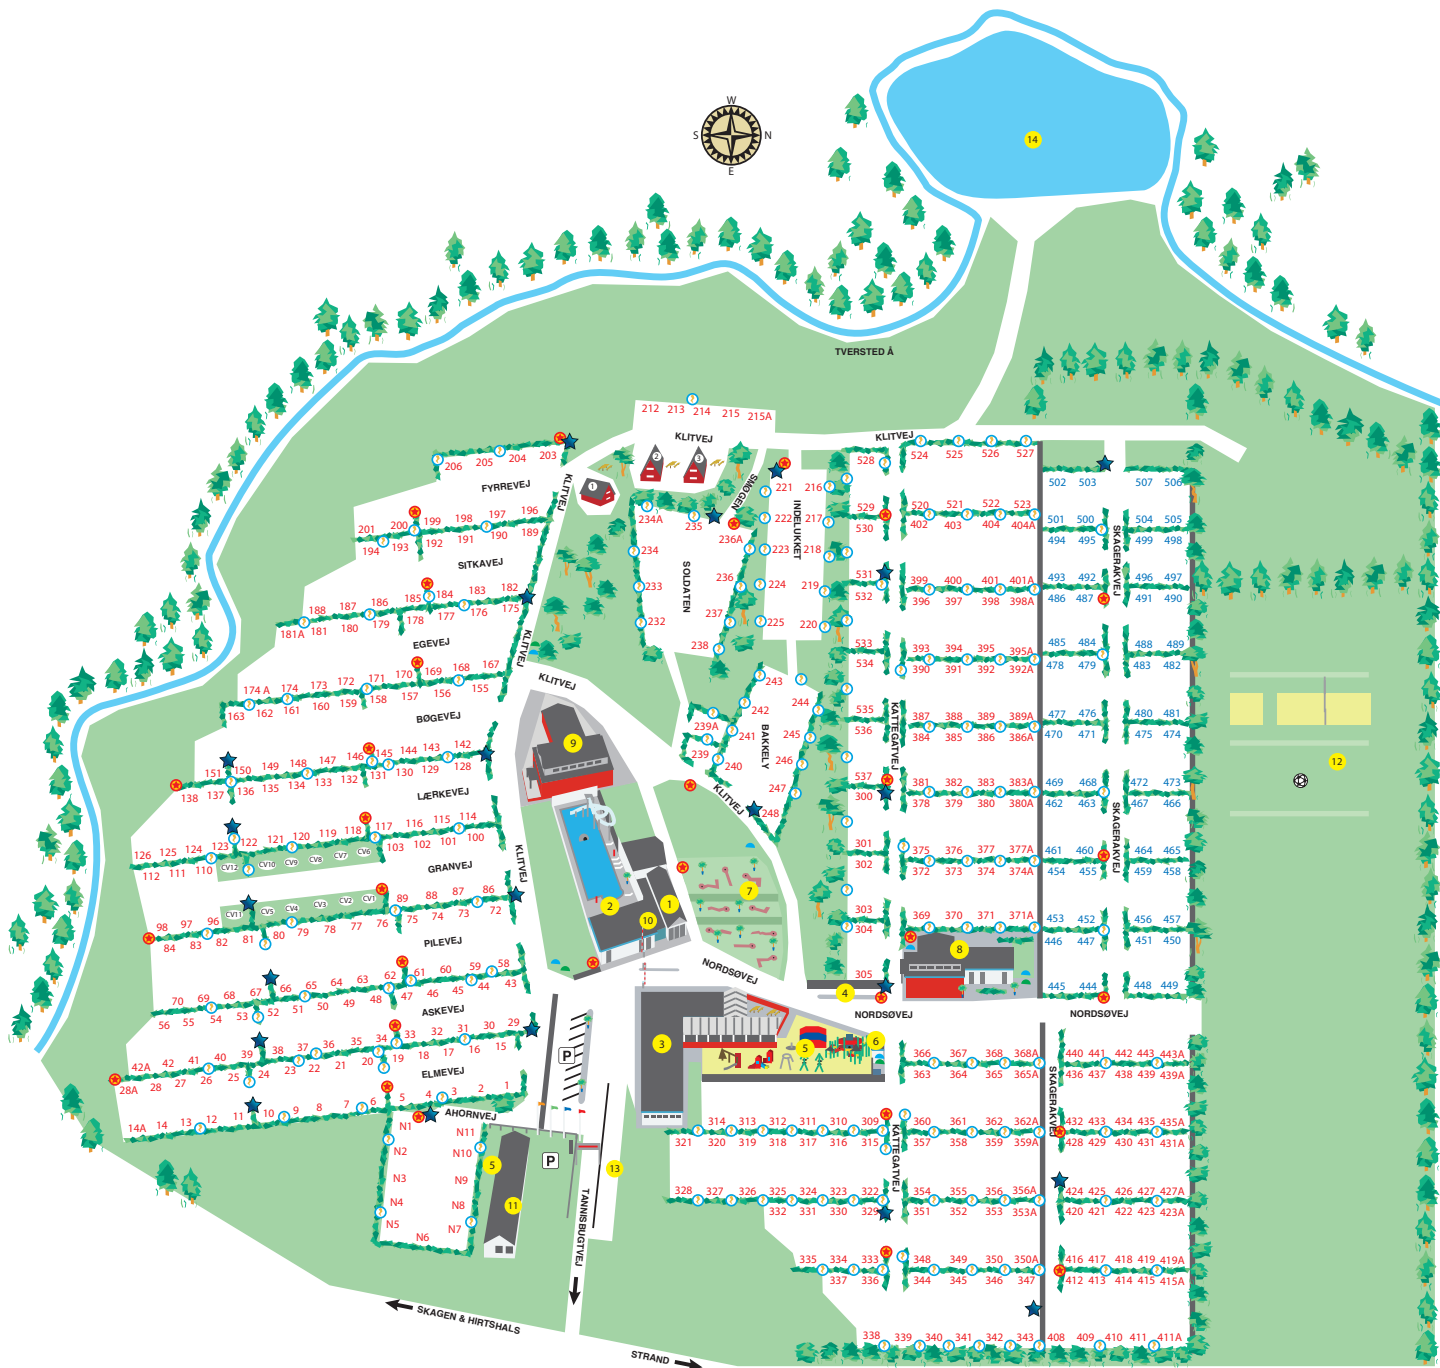 W
S
N
E
14
TVERSTED Å
212 213 214 215 215A
KLITVEJ
2
3
1
206 205 204 203
FYRREVEJ
KLITVEJ
201 200 199 198 197 196
194 193 192 191 190 189
SITKAVEJ
188 187 186 185 184 183 182
181A 181 180 179 178 177 176 175
EGEVEJ
KLITVEJ
174 A 174 173 172 171 170 169 168 167
163 162 161 160 159 158 157 156 155
BØGEVEJ
KLITVEJ
151 150 149 148 147 146 145 144 143 142
138 137 136 135 134 133 132 131 130 129 128
LÆRKEVEJ
126 125 124 123 122 121 120 119 118 117 116 115 114
112 111 110 CV12 CV10 CV9 CV8 CV7 CV6 103 102 101 100
GRANVEJ
KLITVEJ
98 97 96 CV11 CV5 CV4 CV3 CV2 CV1 89 88 87 86
84 83 82 81 80 79 78 77 76 75 74 73 72
PILEVEJ
70 69 68 67 66 65 64 63 62 61 60 59 58
56 55 54 53 52 51 50 49 48 47 46 45 44 43
ASKEVEJ
42A 42 41 40 39 38 37 36 35 34 33 32 31 30 29
28A 28 27 26 25 24 23 22 21 20 19 18 17 16 15
ELMEVEJ
14A 14 13 12 11 10 9 8 7 6 5 4 3 2 1
AHORNVEJ
N1 N11
N2 N10
N3 N9
N4 N8
N5 N7
N6
5
11
P
P
13
TANNISBUGTVEJ
SKAGEN & HIRTSHALS
STRAND
234A 235 236A
234 236
233 237
232 238
SOLDATEN
SMØGEN
221 216
222 217
223 218
224 219
225 220
INDELUKKET
243
242 244
239A 241 245
239 240 246
247
248
BAKKELY
KLITVEJ
9
2
10
1
7
NORDSØVEJ
4
3
5
6
8
NORDSØVEJ
NORDSØVEJ
12
KLITVEJ
528 524 525 526 527
529 520 521 522 523
530 402 403 404 404A
531 399 400 401 401A
532 396 397 398 398A
533 393 394 395 395A
534 390 391 392 392A
KATTEGATVEJ
535 387 388 389 389A
536 384 385 386 386A
537 381 382 383 383A
300 378 379 380 380A
301 375 376 377 377A
302 372 373 374 374A
303 369 370 371 371A
304
305
502 503 507 506
501 500 504 505
494 495 499 498
SKAGERAKVEJ
493 492 496 497
486 487 491 490
485 484 488 489
478 479 483 482
477 476 480 481
470 471 475 474
469 468 472 473
462 463 467 466
SKAGERAKVEJ
461 460 464 465
454 455 459 458
453 452 456 457
446 447 451 450
445 444 448 449
366 367 368 368A 440 441 442 443 443A
363 364 365 365A 436 437 438 439 439A
SKAGERAKVEJ
314 313 312 311 310 309 360 361 362 362A 432 433 434 435 435A
321 320 319 318 317 316 315 357 358 359 357A 428 429 430 431 431A
KATTEGATVEJ
328 327 326 325 324 323 322 354 355 356 356A 424 425 426 427 427A
332 331 330 329 351 352 353 353A 420 421 422 423 423A
335 334 333 348 349 350 350A 416 417 418 419 419A
337 336 344 345 346 347 412 413 414 415 415A
338 339 340 341 342 343 408 409 410 411 411A